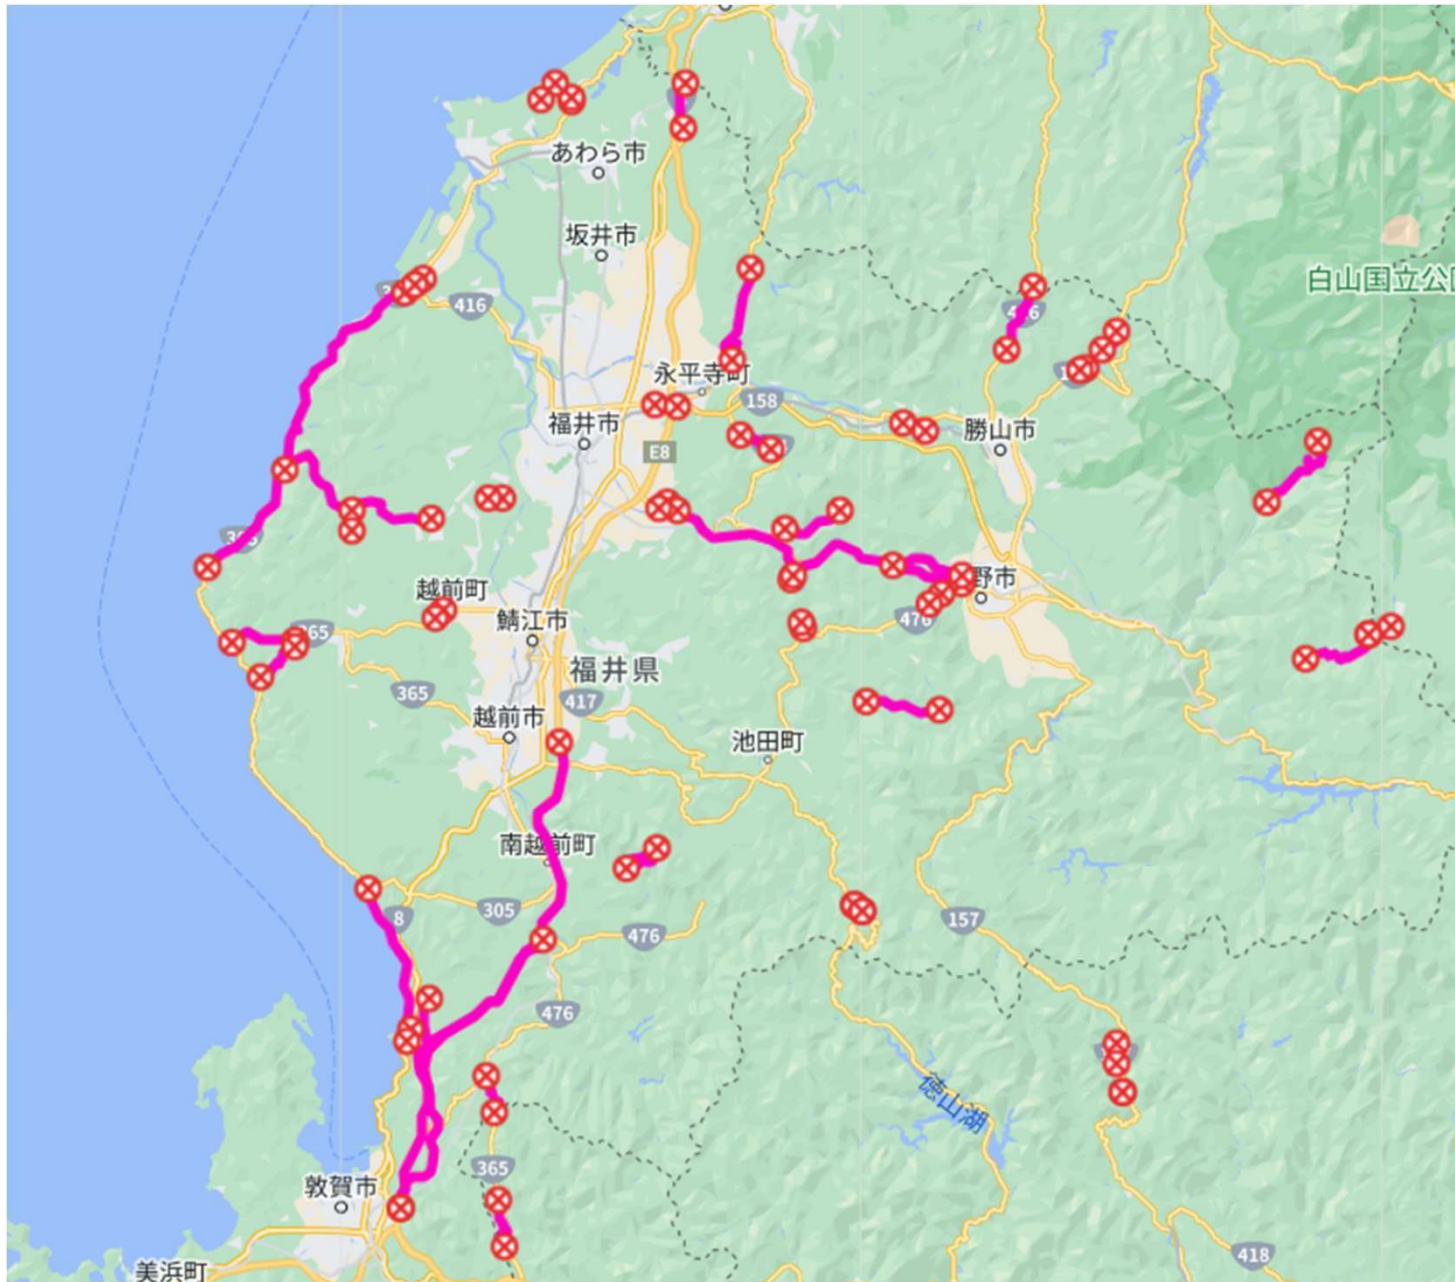 あわら市
坂井市
白山国立公
416
永平寺町
158
福井市
勝山市
E8
越前町
野市
鯖江市
476
福井県
365
417
越前市
池田町
南越前町
305
8
476
157
476
徳山湖
365
敦賀市
418
美浜町